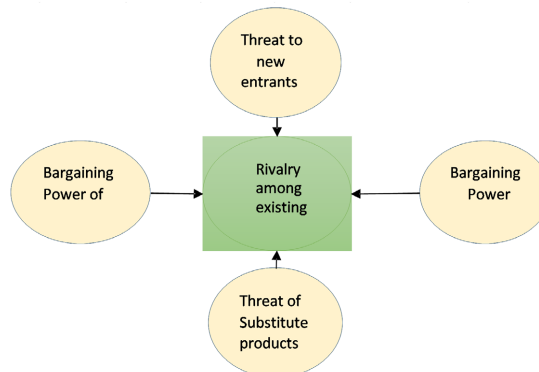 Threat to
new
entrants
Bargaining
Power of
Rivalry
among
existing
Bargaining
Power
Threat of
Substitute
products